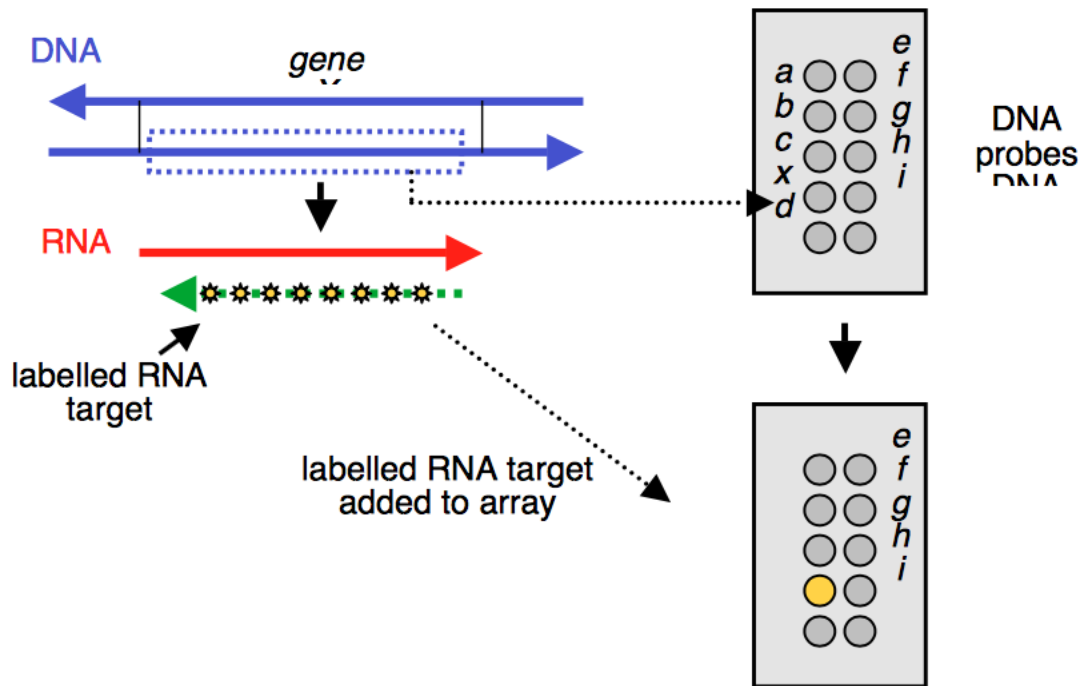 DNA
gene
RNA
labelled RNA
target
labelled RNA target
added to array
a
b
c
x
d
e
f
g
h
i
DNA
probes
e
f
g
h
i